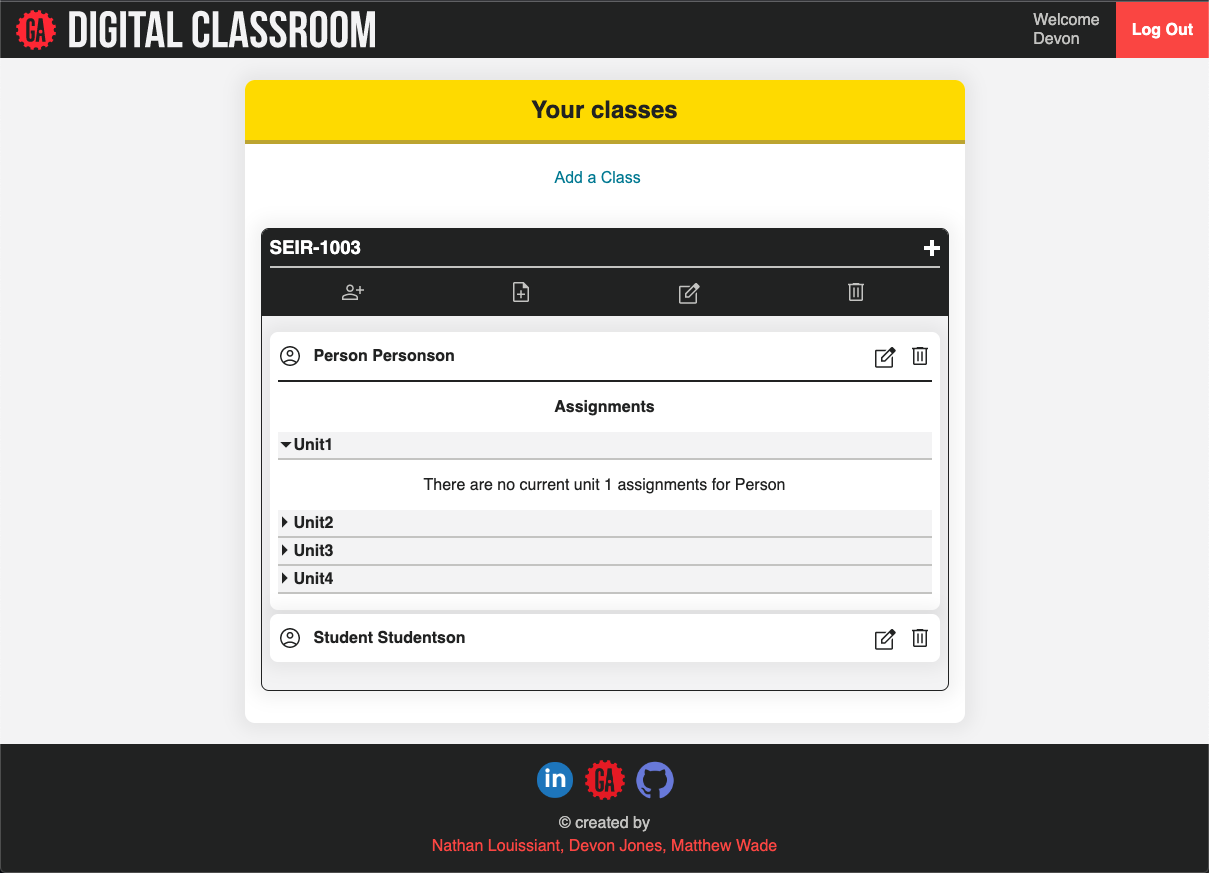 GA DIGITAL CLASSROOM
Welcome
Devon
Log Out
Your classes
Add a Class
SEIR-1003
Person Personson
Assignments
Unit1
There are no current unit 1 assignments for Person
Unit2
Unit3
Unit4
Student Studentson
in GA
© created by
Nathan Louissiant, Devon Jones, Matthew Wade